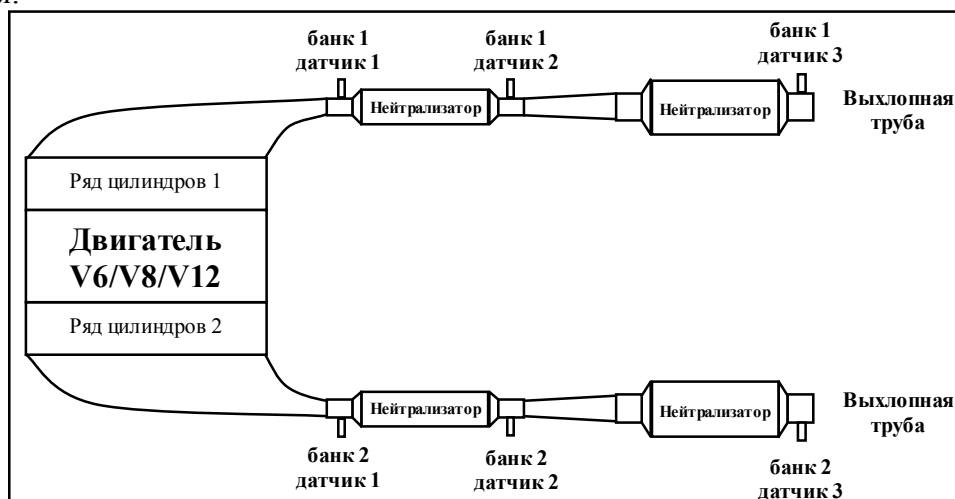 банк 1
датчик 1
банк 1
датчик 2
банк 1
датчик 3
Нейтрализатор
Нейтрализатор
Выхлопная
труба
Ряд цилиндров 1
Двигатель
V6/V8/V12
Ряд цилиндров 2
Нейтрализатор
Нейтрализатор
Выхлопная
труба
банк 2
датчик 1
банк 2
датчик 2
банк 2
датчик 3